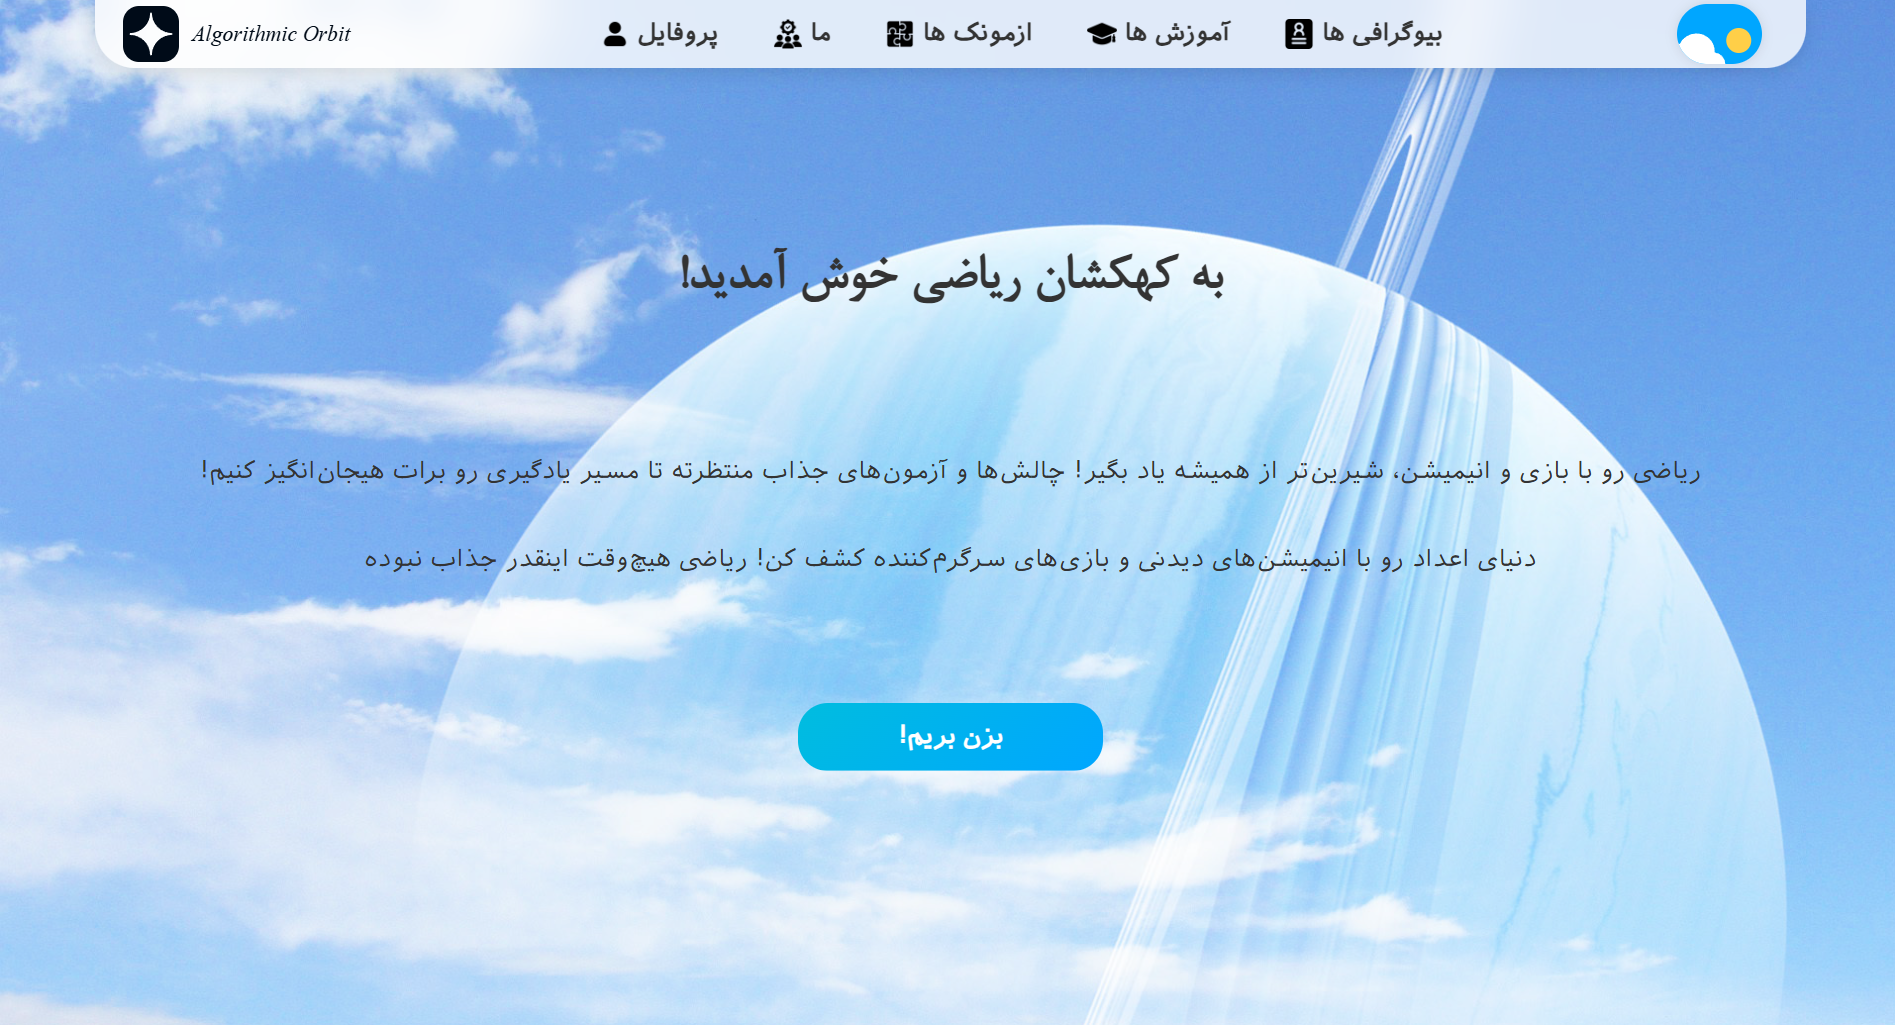 بیوگرافی ها
آموزش ها
ازمونک ها
ما
پروفایل
Algorithmic Orbit
به کهکشان ریاضی خوش آمدید!
ریاضی رو با بازی و انیمیشن، شیرین‌تر از همیشه یاد بگیر! چالش‌ها و آزمون‌های جذاب منتظرته تا مسیر یادگیری رو برات هیجان‌انگیز کنیم!
دنیای اعداد رو با انیمیشن‌های دیدنی و بازی‌های سرگرم‌کننده کشف کن! ریاضی هیچ‌وقت اینقدر جذاب نبوده
بزن بریم!